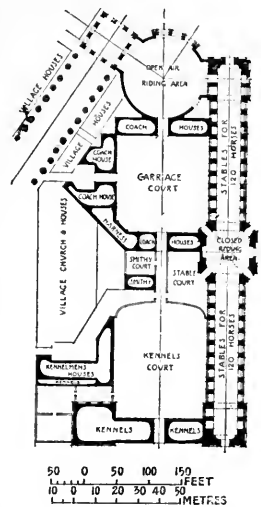 VILLAGE HOUSES
OPEN AIR
RIDING AREA
VILLAGE HOUSES
COACH HOUSES
COACH
HOUSE
CARRIAGE
COURT
STABLES FOR
120 HORSES
COACH HOUSE
HARNESS
COACH HOUSES
CLOSED
RIDING
AREA
VILLAGE CHURCH & HOUSES
SMITHY
COURT
STABLE
COURT
SMITHY
STABLES FOR
120 HORSES
KENNELS
COURT
KENNELMENS
HOUSES
KENNELS
KENNELS
KENNELS
50 0 50 100 150
FEET
10 0 10 20 30 40 50
METRES